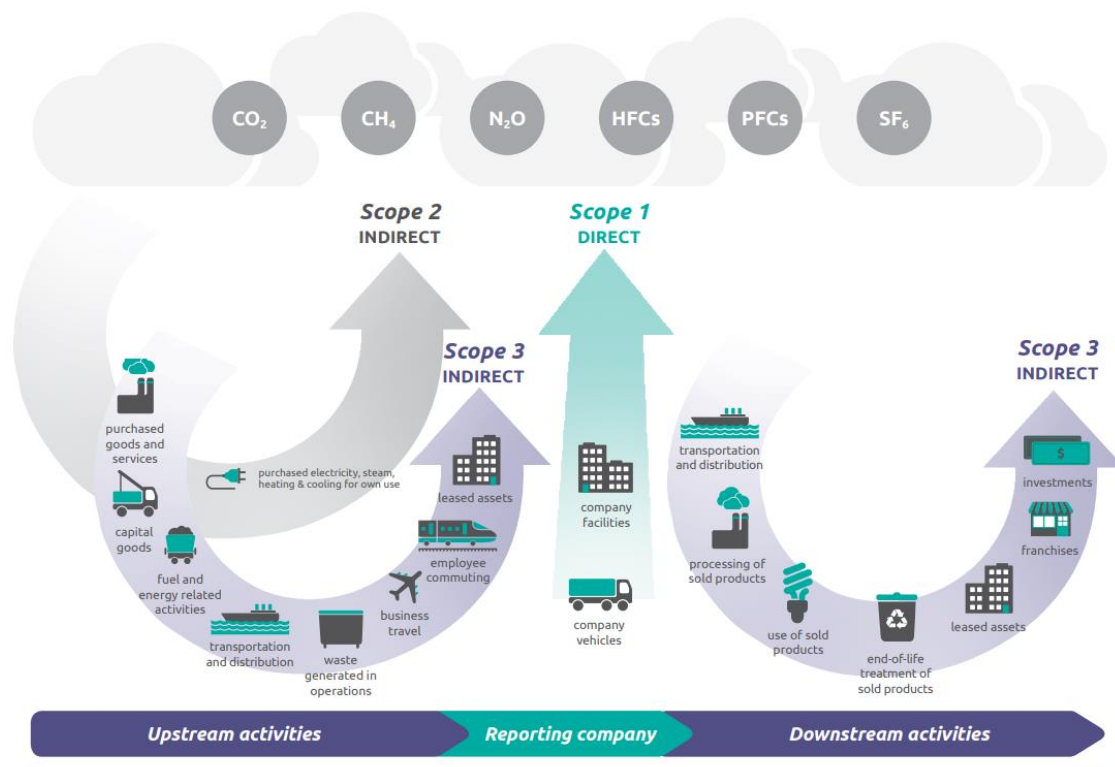 CO₂
CH₄
N₂O
HFCs
PFCs
SF₆
Scope 2
INDIRECT
Scope 1
DIRECT
Scope 3
INDIRECT
Scope 3
INDIRECT
purchased
goods and
services
capital
goods
fuel and
energy related
activities
transportation
and distribution
waste
generated in
operations
business
travel
employee
commuting
leased assets
purchased electricity, steam,
heating & cooling for own use
company
facilities
company
vehicles
transportation
and distribution
processing of
sold products
use of sold
products
end-of-life
treatment of
sold products
leased assets
franchises
$
investments
Upstream activities
Reporting company
Downstream activities